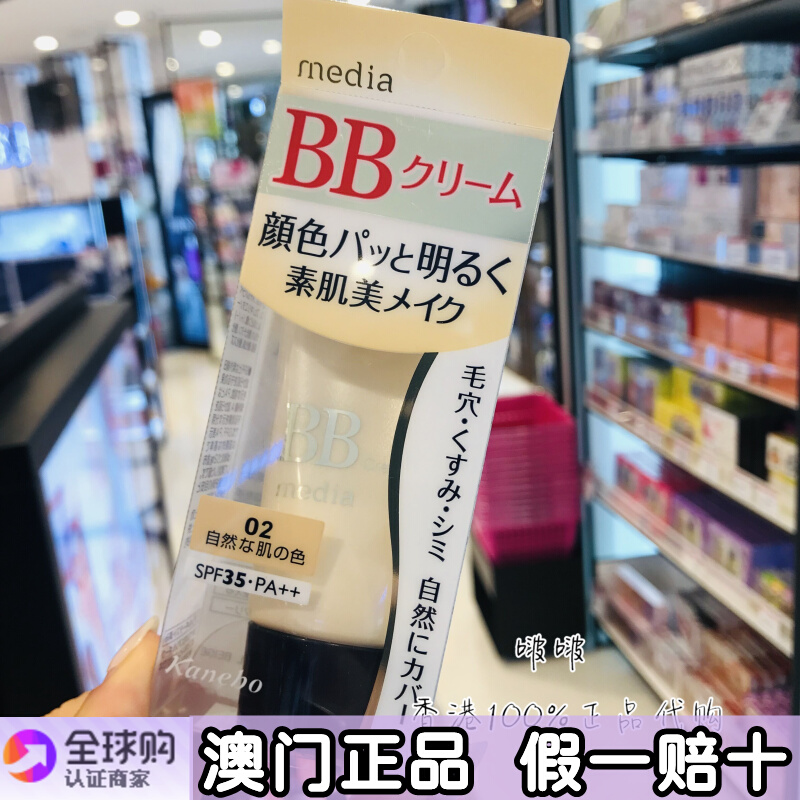 media
BBクリーム
顔色パッと明るく
素肌美メイク
毛穴・くすみ・シミ 自然にカバー
BB
media
02
自然な肌の色
SPF35・PA++
Kanebo
啵啵
香港100%正品代购
全球购
认证商家
澳门正品 假一赔十